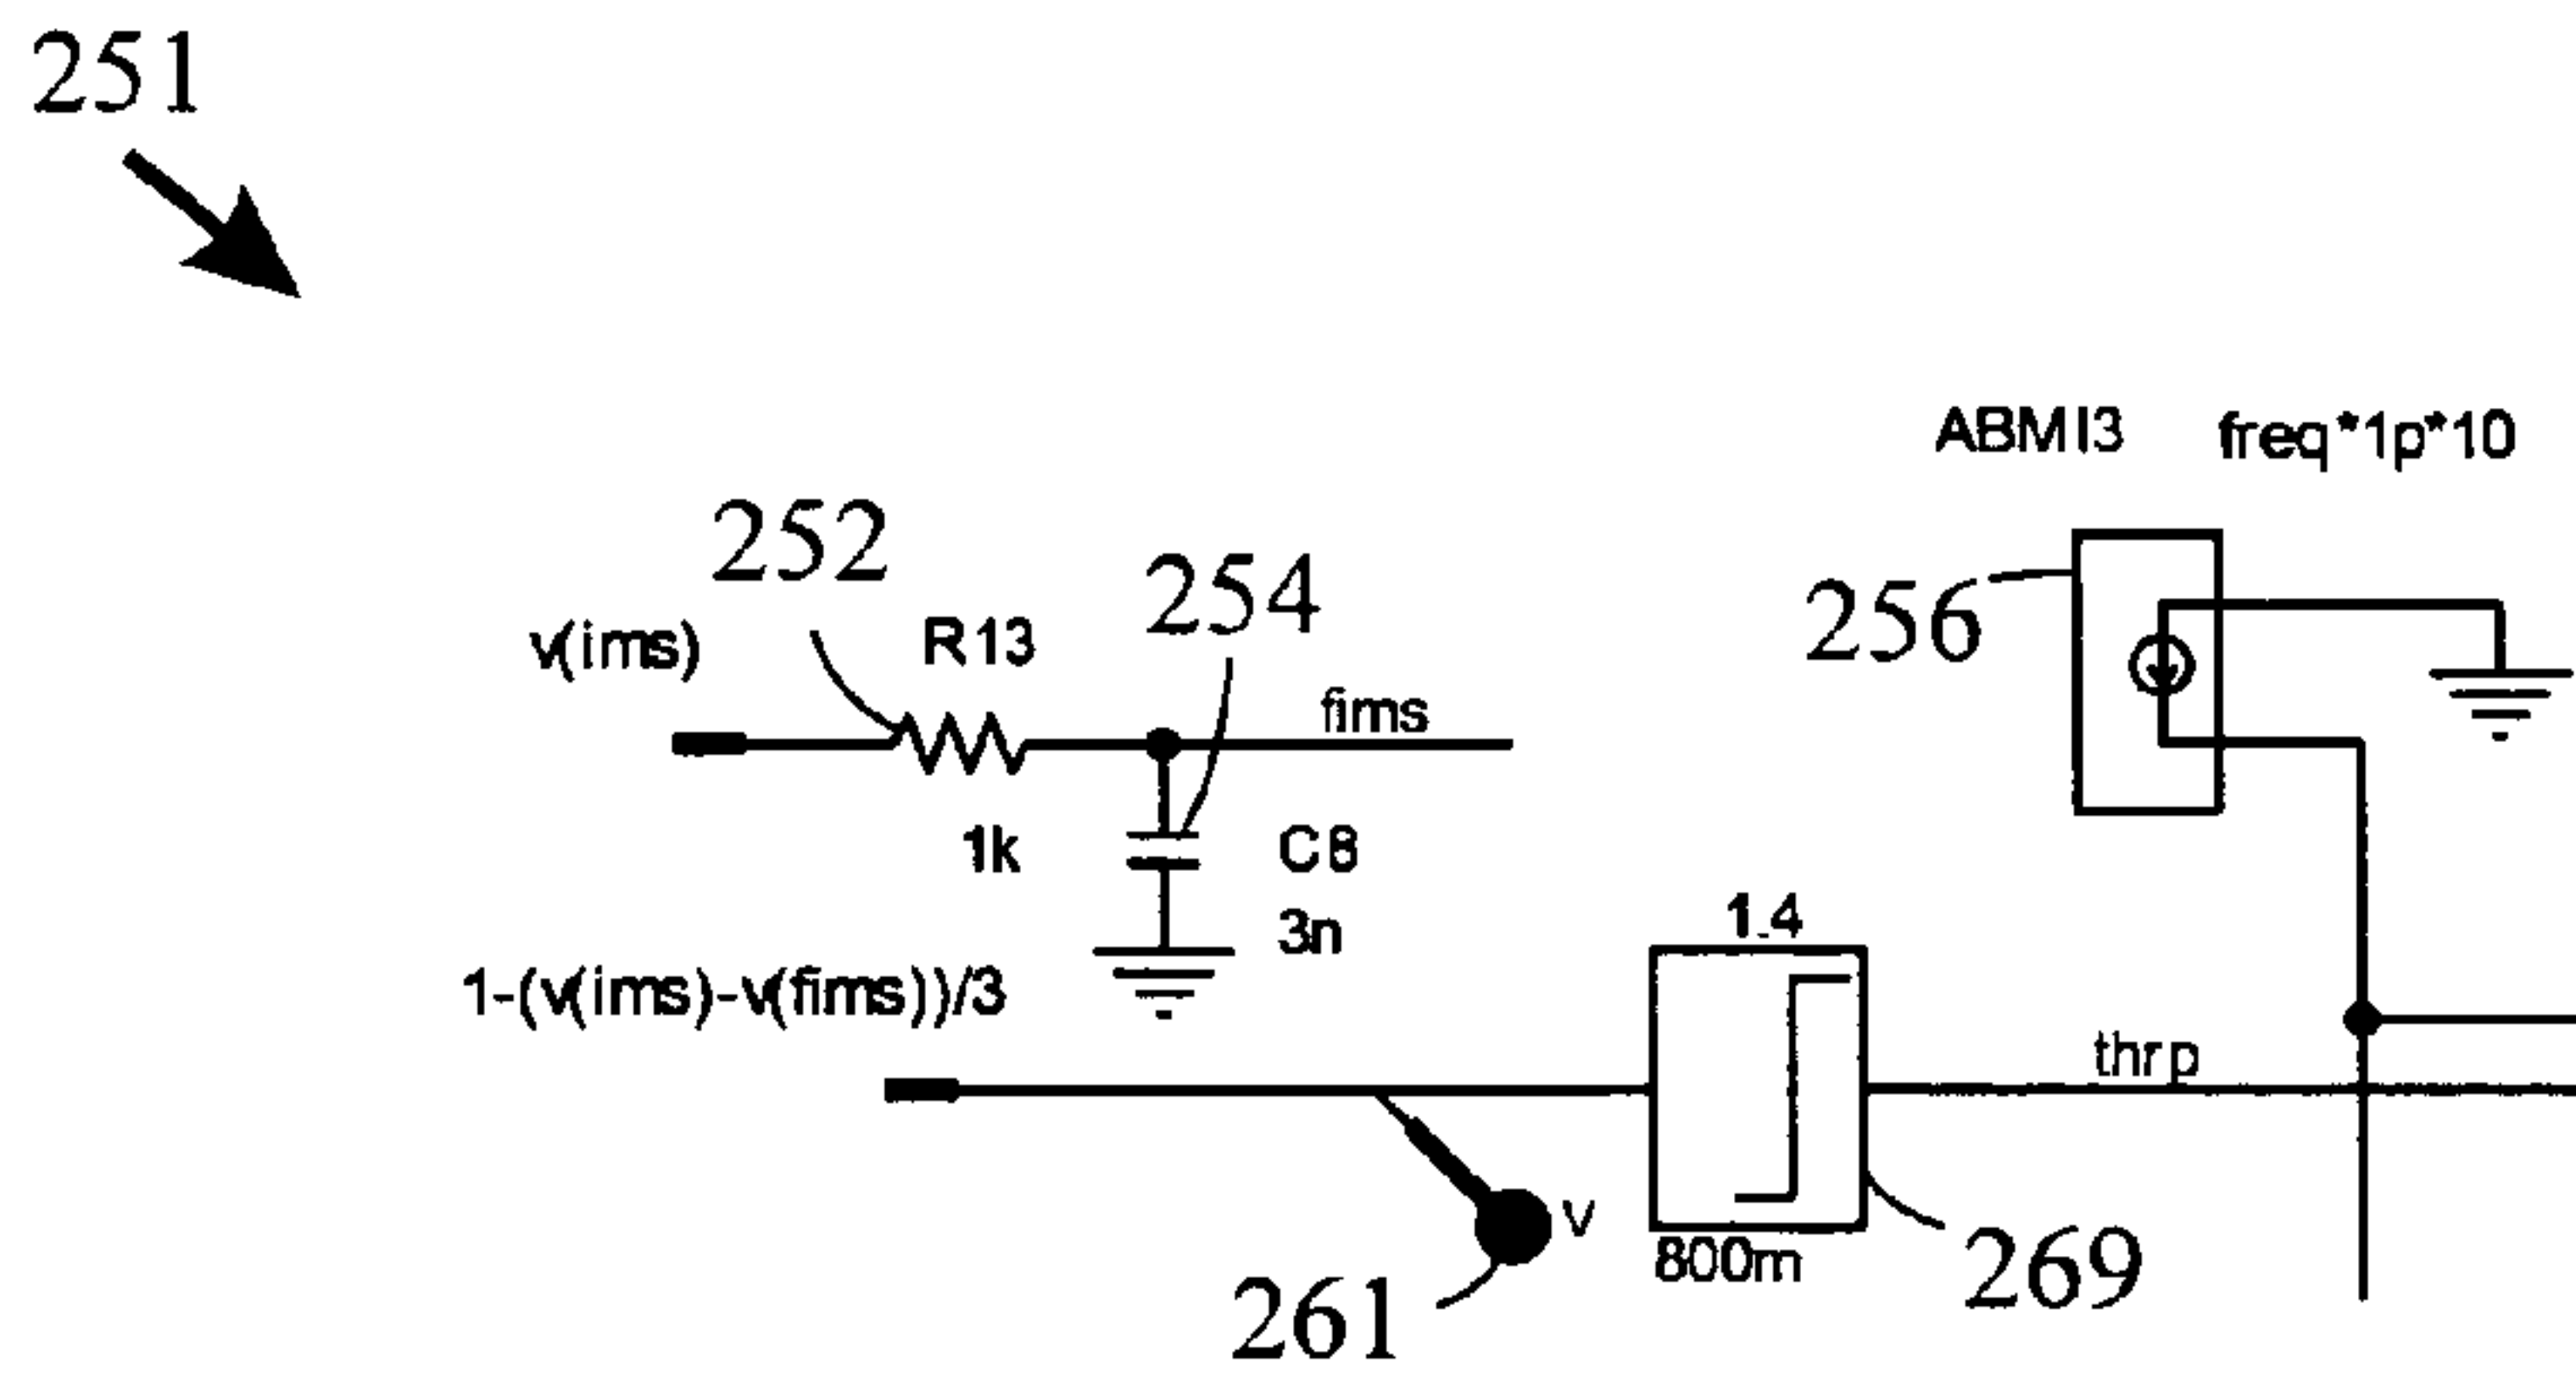 251
ABMI3 freq*1p*10
252
254
256
v(ims)
R13
fims
1k
C8
3n
1.4
1-(v(ims)-v(fims))/3
thrp
V
800m
269
261